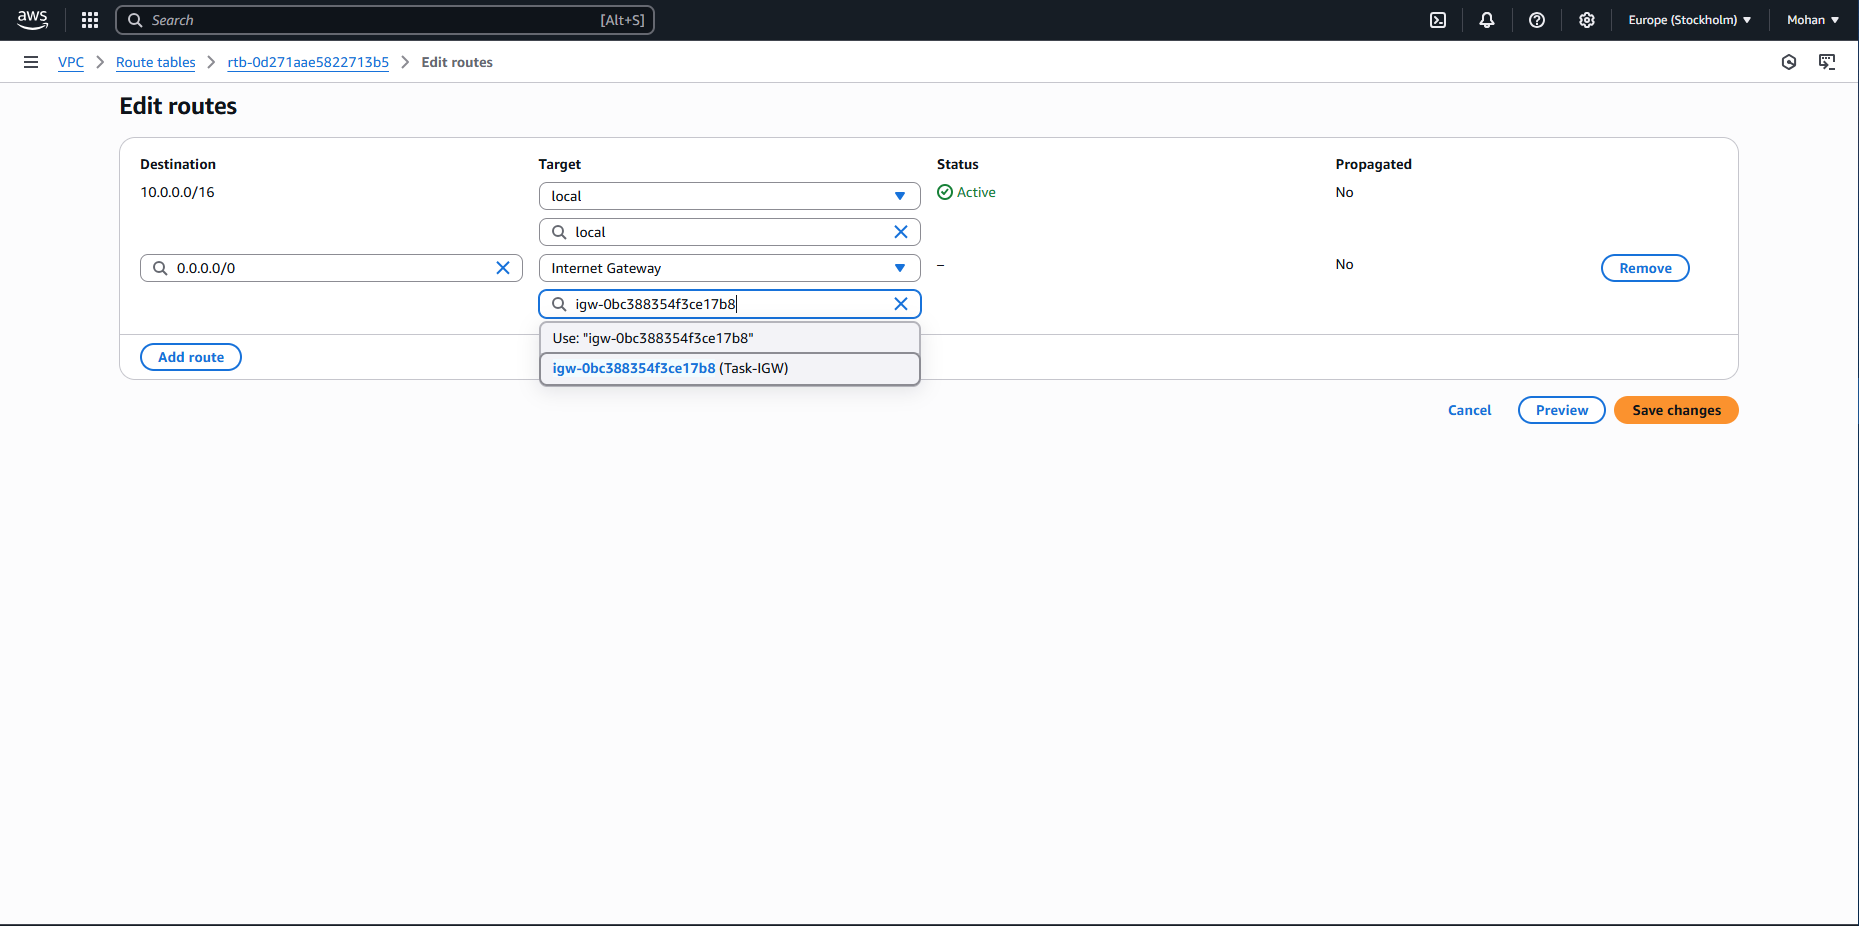 aws Search [Alt+S] Europe (Stockholm) Mohan
VPC Route tables rtb-0d271aae5822713b5 Edit routes
Edit routes
Destination Target Status Propagated
10.0.0.0/16 local Active No
local
0.0.0.0/0 Internet Gateway – No Remove
igw-0bc388354f3ce17b8
Use: "igw-0bc388354f3ce17b8"
Add route
igw-0bc388354f3ce17b8 (Task-IGW)
Cancel Preview Save changes